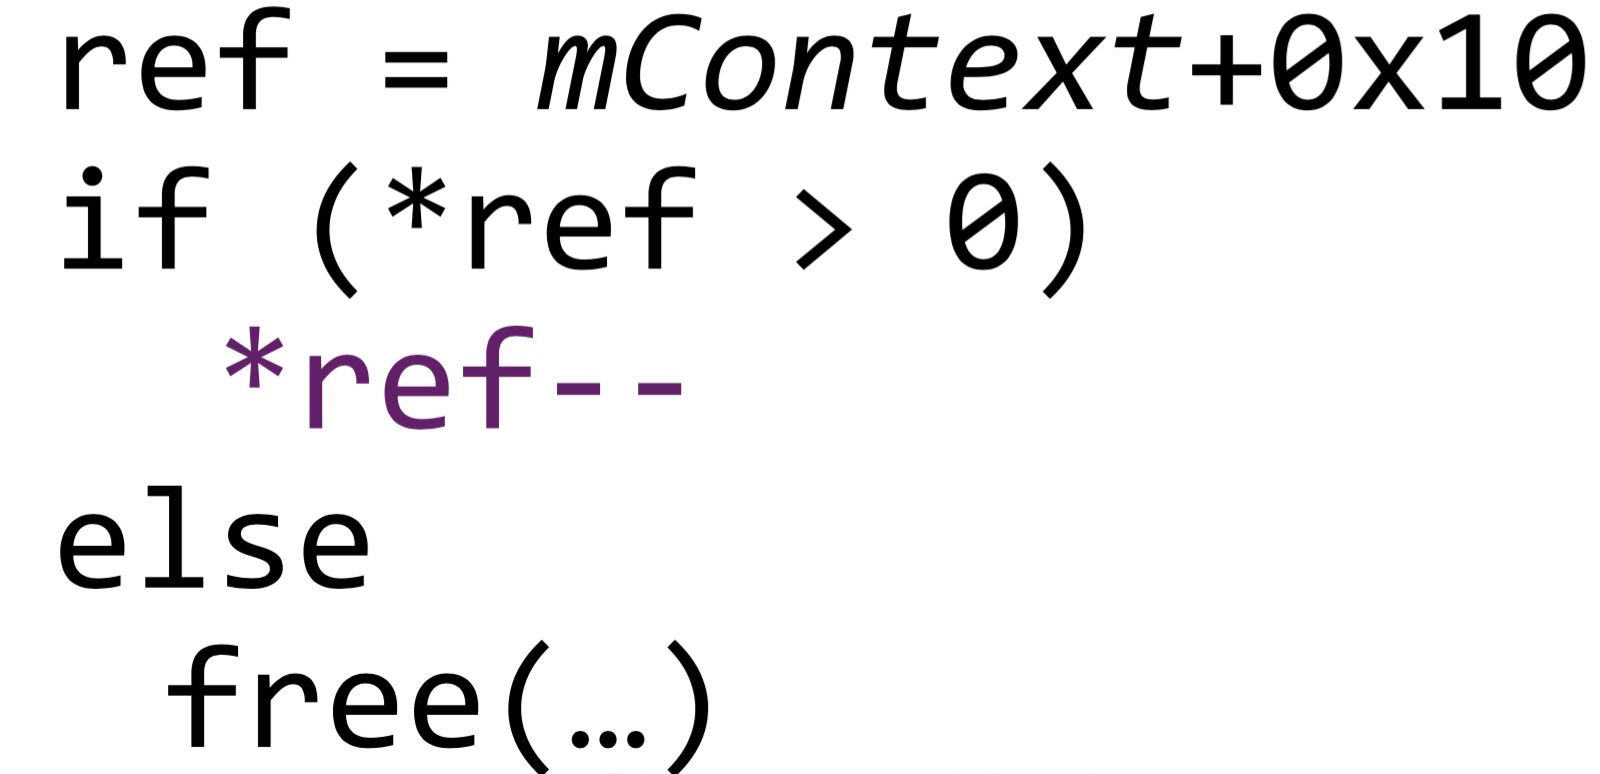 ref = mContext+0x10
if (*ref > 0)
  *ref--
else
  free(…)